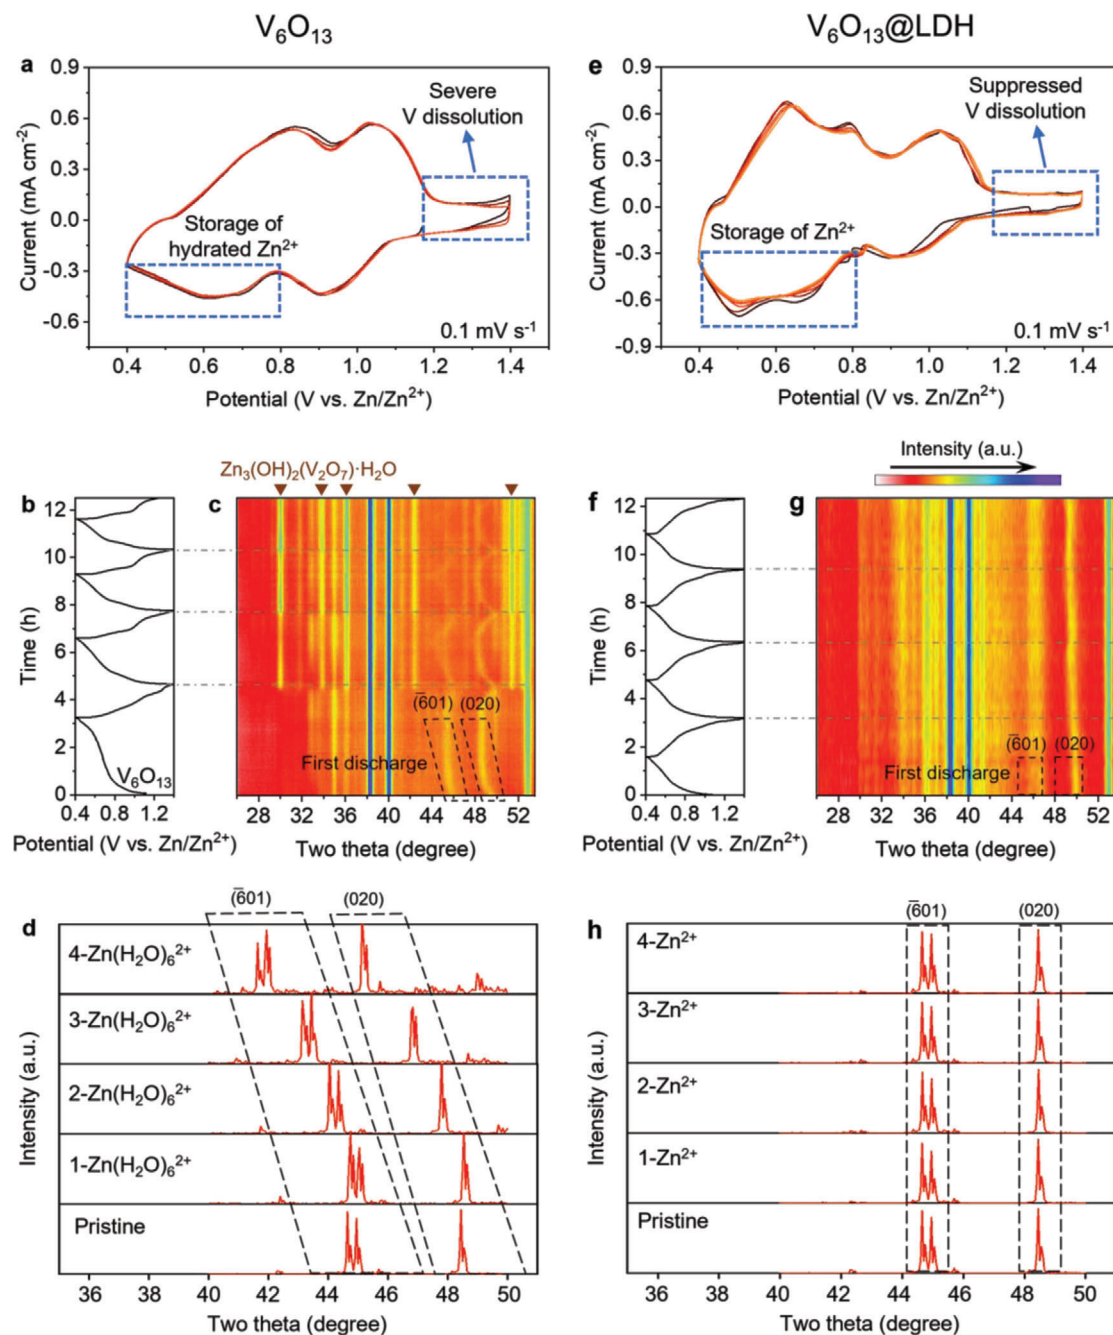 V₆O₁₃
V₆O₁₃@LDH
a
0.9
0.6
0.3
0.0
-0.3
-0.6
Current (mA cm⁻²)
Severe
V dissolution
Storage of
hydrated Zn²⁺
0.1 mV s⁻¹
0.4 0.6 0.8 1.0 1.2 1.4
Potential (V vs. Zn/Zn²⁺)
e
0.9
0.6
0.3
0.0
-0.3
-0.6
-0.9
Current (mA cm⁻²)
Suppressed
V dissolution
Storage of Zn²⁺
0.1 mV s⁻¹
0.4 0.6 0.8 1.0 1.2 1.4
Potential (V vs. Zn/Zn²⁺)
b
12
10
8
6
4
2
0
Time (h)
V₆O₁₃
0.4 0.8 1.2
Potential (V vs. Zn/Zn²⁺)
Zn₃(OH)₂(V₂O₇)·H₂O
c
(6̅01) (020)
First discharge
28 32 36 40 44 48 52
Two theta (degree)
Intensity (a.u.)
f
12
10
8
6
4
2
0
Time (h)
0.4 0.8 1.2
Potential (V vs. Zn/Zn²⁺)
g
(6̅01) (020)
First discharge
28 32 36 40 44 48 52
Two theta (degree)
d
(6̅01) (020)
4-Zn(H₂O)₆²⁺
3-Zn(H₂O)₆²⁺
2-Zn(H₂O)₆²⁺
1-Zn(H₂O)₆²⁺
Pristine
Intensity (a.u.)
36 38 40 42 44 46 48 50
Two theta (degree)
h
(6̅01) (020)
4-Zn²⁺
3-Zn²⁺
2-Zn²⁺
1-Zn²⁺
Pristine
Intensity (a.u.)
36 38 40 42 44 46 48 50
Two theta (degree)